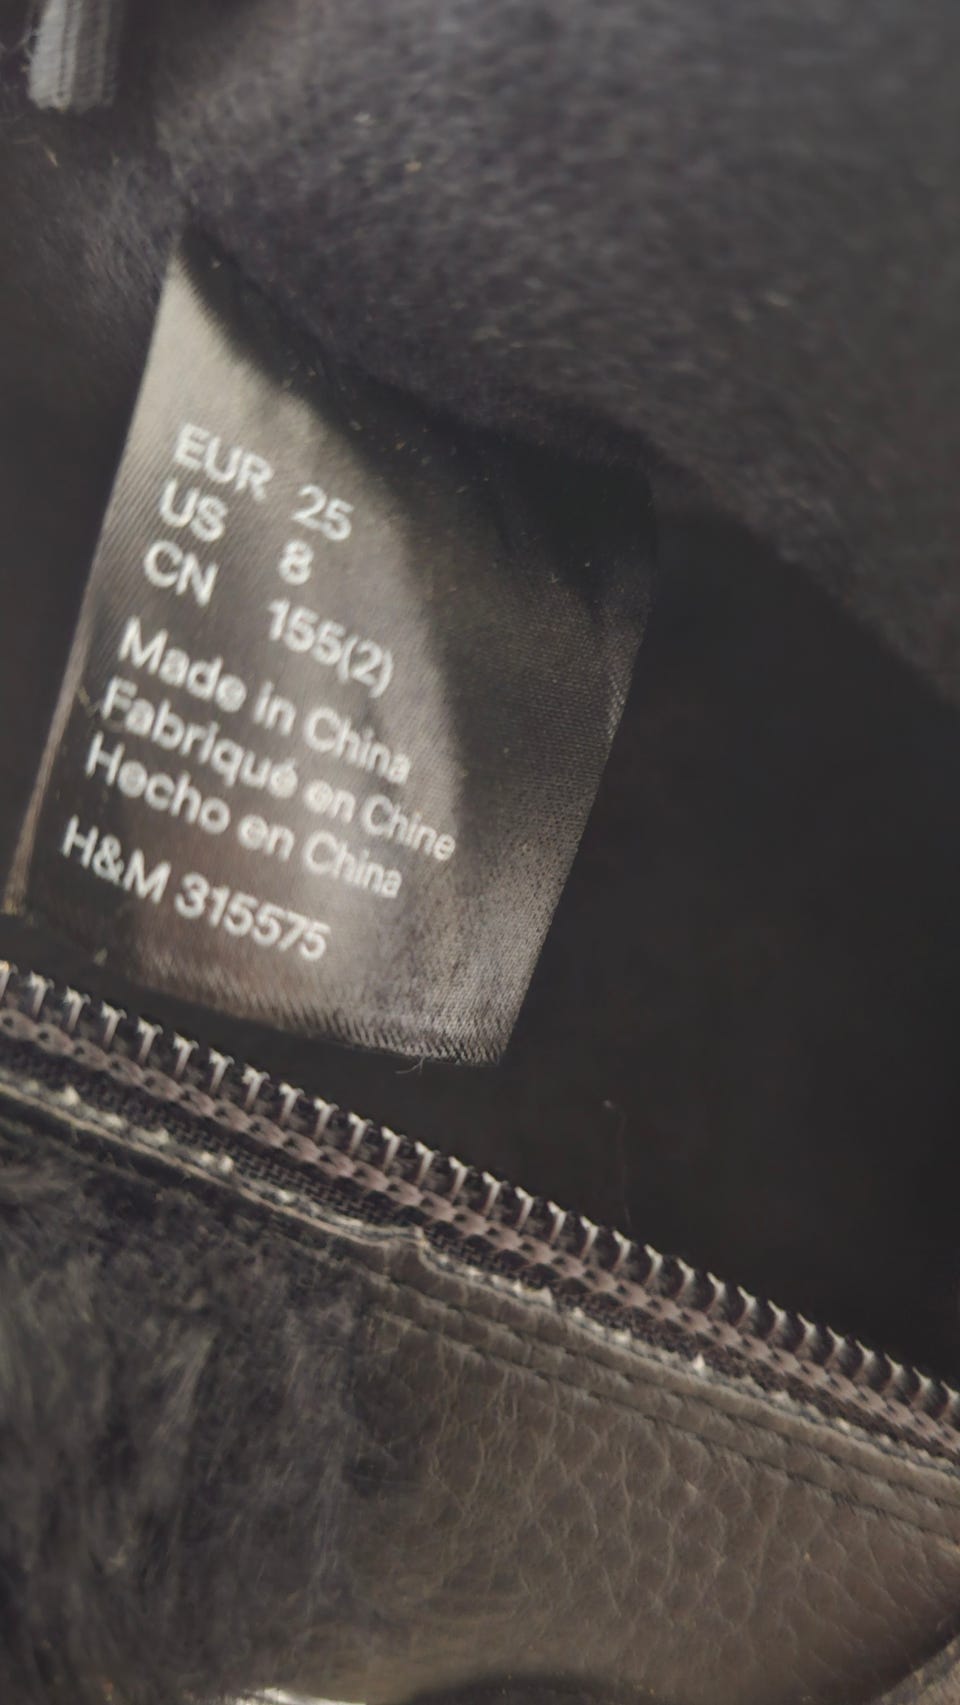 EUR 25
US 8
CN 155(2)
Made in China
Fabriqué en Chine
Hecho en China
H&M 315575